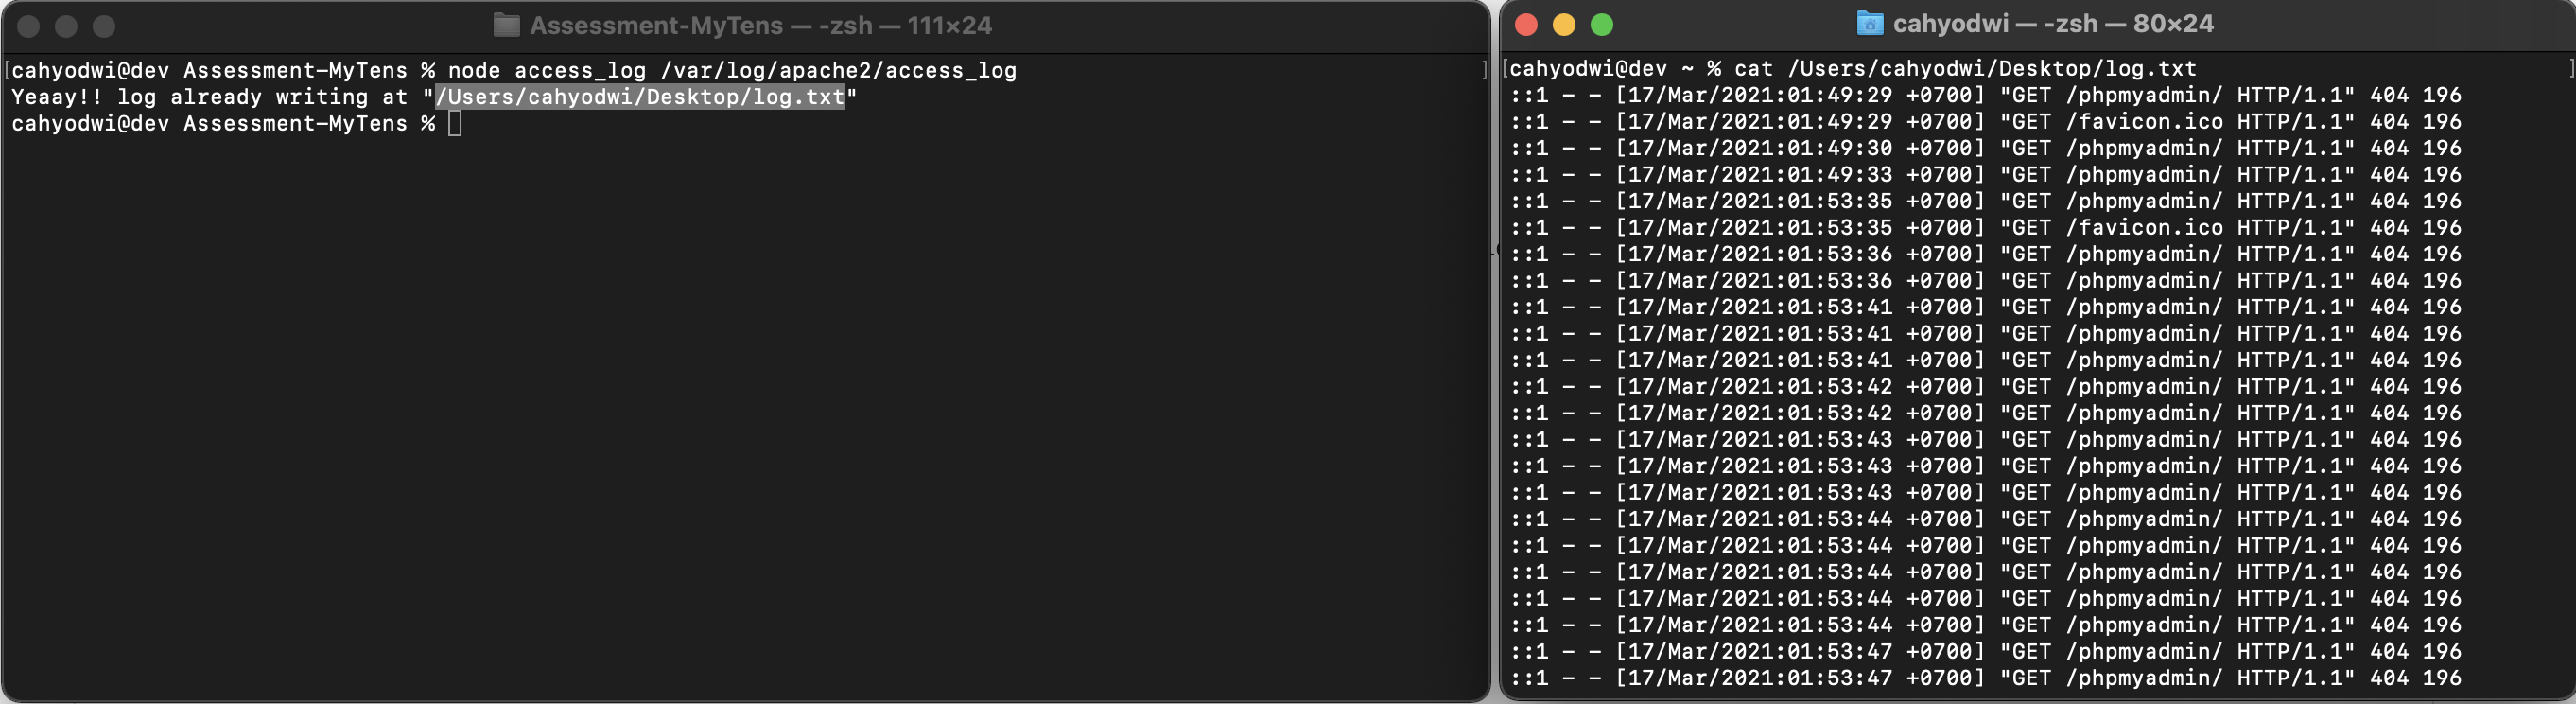 Assessment-MyTens — -zsh — 111×24
cahyodwi@dev Assessment-MyTens % node access_log /var/log/apache2/access_log
Yeaay!! log already writing at "/Users/cahyodwi/Desktop/log.txt"
cahyodwi@dev Assessment-MyTens %
cahyodwi — -zsh — 80×24
cahyodwi@dev ~ % cat /Users/cahyodwi/Desktop/log.txt
::1 - - [17/Mar/2021:01:49:29 +0700] "GET /phpmyadmin/ HTTP/1.1" 404 196
::1 - - [17/Mar/2021:01:49:29 +0700] "GET /favicon.ico HTTP/1.1" 404 196
::1 - - [17/Mar/2021:01:49:30 +0700] "GET /phpmyadmin/ HTTP/1.1" 404 196
::1 - - [17/Mar/2021:01:49:33 +0700] "GET /phpmyadmin/ HTTP/1.1" 404 196
::1 - - [17/Mar/2021:01:53:35 +0700] "GET /phpmyadmin/ HTTP/1.1" 404 196
::1 - - [17/Mar/2021:01:53:35 +0700] "GET /favicon.ico HTTP/1.1" 404 196
::1 - - [17/Mar/2021:01:53:36 +0700] "GET /phpmyadmin/ HTTP/1.1" 404 196
::1 - - [17/Mar/2021:01:53:36 +0700] "GET /phpmyadmin/ HTTP/1.1" 404 196
::1 - - [17/Mar/2021:01:53:41 +0700] "GET /phpmyadmin/ HTTP/1.1" 404 196
::1 - - [17/Mar/2021:01:53:41 +0700] "GET /phpmyadmin/ HTTP/1.1" 404 196
::1 - - [17/Mar/2021:01:53:41 +0700] "GET /phpmyadmin/ HTTP/1.1" 404 196
::1 - - [17/Mar/2021:01:53:42 +0700] "GET /phpmyadmin/ HTTP/1.1" 404 196
::1 - - [17/Mar/2021:01:53:42 +0700] "GET /phpmyadmin/ HTTP/1.1" 404 196
::1 - - [17/Mar/2021:01:53:43 +0700] "GET /phpmyadmin/ HTTP/1.1" 404 196
::1 - - [17/Mar/2021:01:53:43 +0700] "GET /phpmyadmin/ HTTP/1.1" 404 196
::1 - - [17/Mar/2021:01:53:43 +0700] "GET /phpmyadmin/ HTTP/1.1" 404 196
::1 - - [17/Mar/2021:01:53:44 +0700] "GET /phpmyadmin/ HTTP/1.1" 404 196
::1 - - [17/Mar/2021:01:53:44 +0700] "GET /phpmyadmin/ HTTP/1.1" 404 196
::1 - - [17/Mar/2021:01:53:44 +0700] "GET /phpmyadmin/ HTTP/1.1" 404 196
::1 - - [17/Mar/2021:01:53:44 +0700] "GET /phpmyadmin/ HTTP/1.1" 404 196
::1 - - [17/Mar/2021:01:53:44 +0700] "GET /phpmyadmin/ HTTP/1.1" 404 196
::1 - - [17/Mar/2021:01:53:47 +0700] "GET /phpmyadmin/ HTTP/1.1" 404 196
::1 - - [17/Mar/2021:01:53:47 +0700] "GET /phpmyadmin/ HTTP/1.1" 404 196